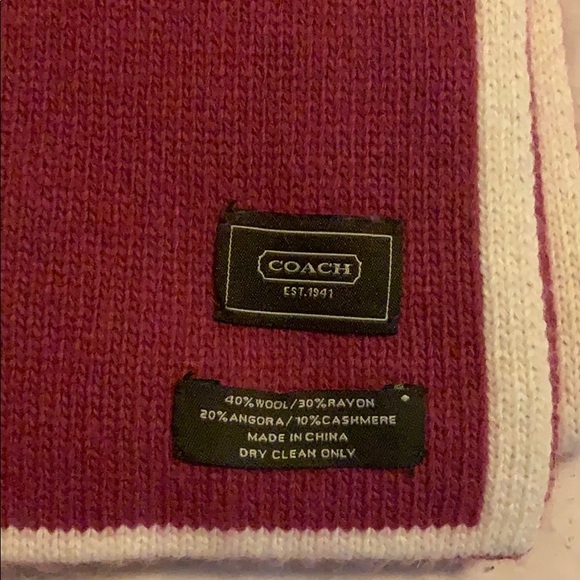 COACH
EST.1941
40%WOOL/30%RAYON
20%ANGORA/10%CASHMERE
MADE IN CHINA
DRY CLEAN ONLY